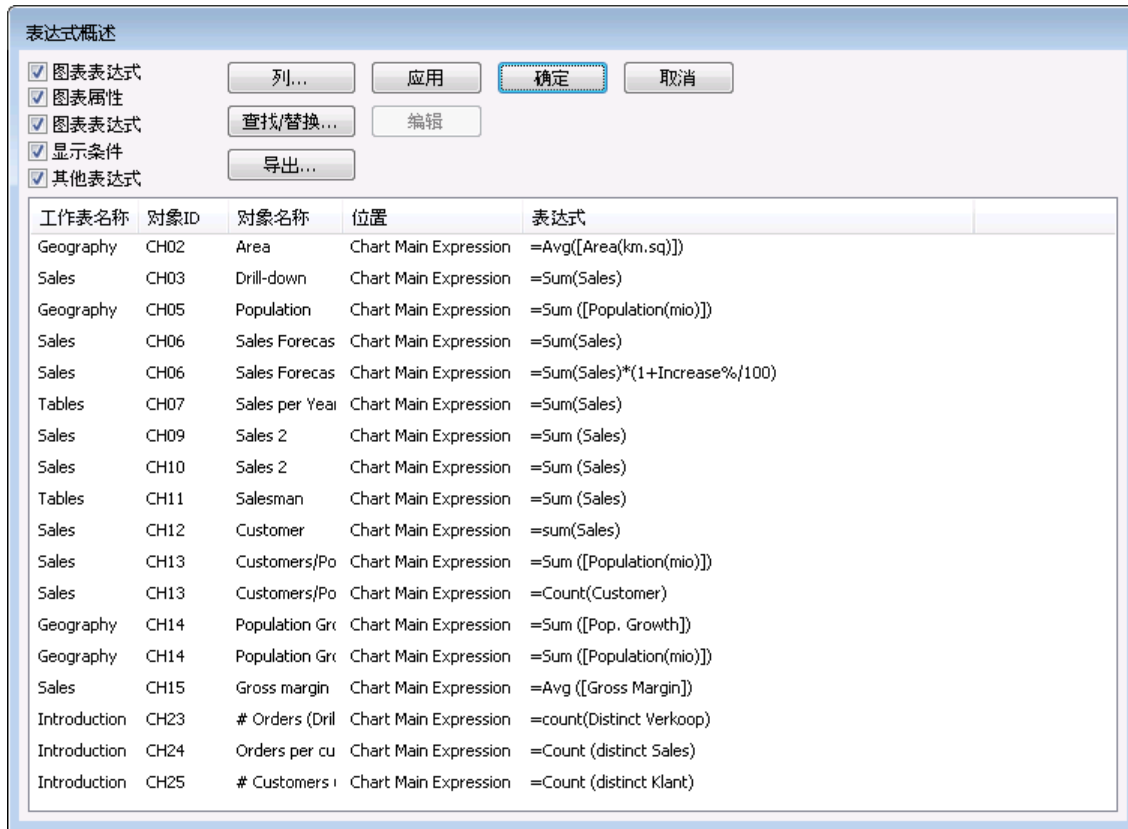 表达式概述
图表表达式
图表属性
图表表达式
显示条件
其他表达式
列... 应用 确定 取消
查找/替换... 编辑
导出...
工作表名称 对象ID 对象名称 位置 表达式
Geography CH02 Area Chart Main Expression =Avg([Area(km.sq)])
Sales CH03 Drill-down Chart Main Expression =Sum(Sales)
Geography CH05 Population Chart Main Expression =Sum ([Population(mio)])
Sales CH06 Sales Forecas Chart Main Expression =Sum(Sales)
Sales CH06 Sales Forecas Chart Main Expression =Sum(Sales)*(1+Increase%/100)
Tables CH07 Sales per Year Chart Main Expression =Sum(Sales)
Sales CH09 Sales 2 Chart Main Expression =Sum (Sales)
Sales CH10 Sales 2 Chart Main Expression =Sum (Sales)
Tables CH11 Salesman Chart Main Expression =Sum (Sales)
Sales CH12 Customer Chart Main Expression =sum(Sales)
Sales CH13 Customers/Po Chart Main Expression =Sum ([Population(mio)])
Sales CH13 Customers/Po Chart Main Expression =Count(Customer)
Geography CH14 Population Gro Chart Main Expression =Sum ([Pop. Growth])
Geography CH14 Population Gro Chart Main Expression =Sum ([Population(mio)])
Sales CH15 Gross margin Chart Main Expression =Avg ([Gross Margin])
Introduction CH23 # Orders (Dril Chart Main Expression =count(Distinct Verkoop)
Introduction CH24 Orders per cu Chart Main Expression =Count (distinct Sales)
Introduction CH25 # Customers Chart Main Expression =Count (distinct Klant)